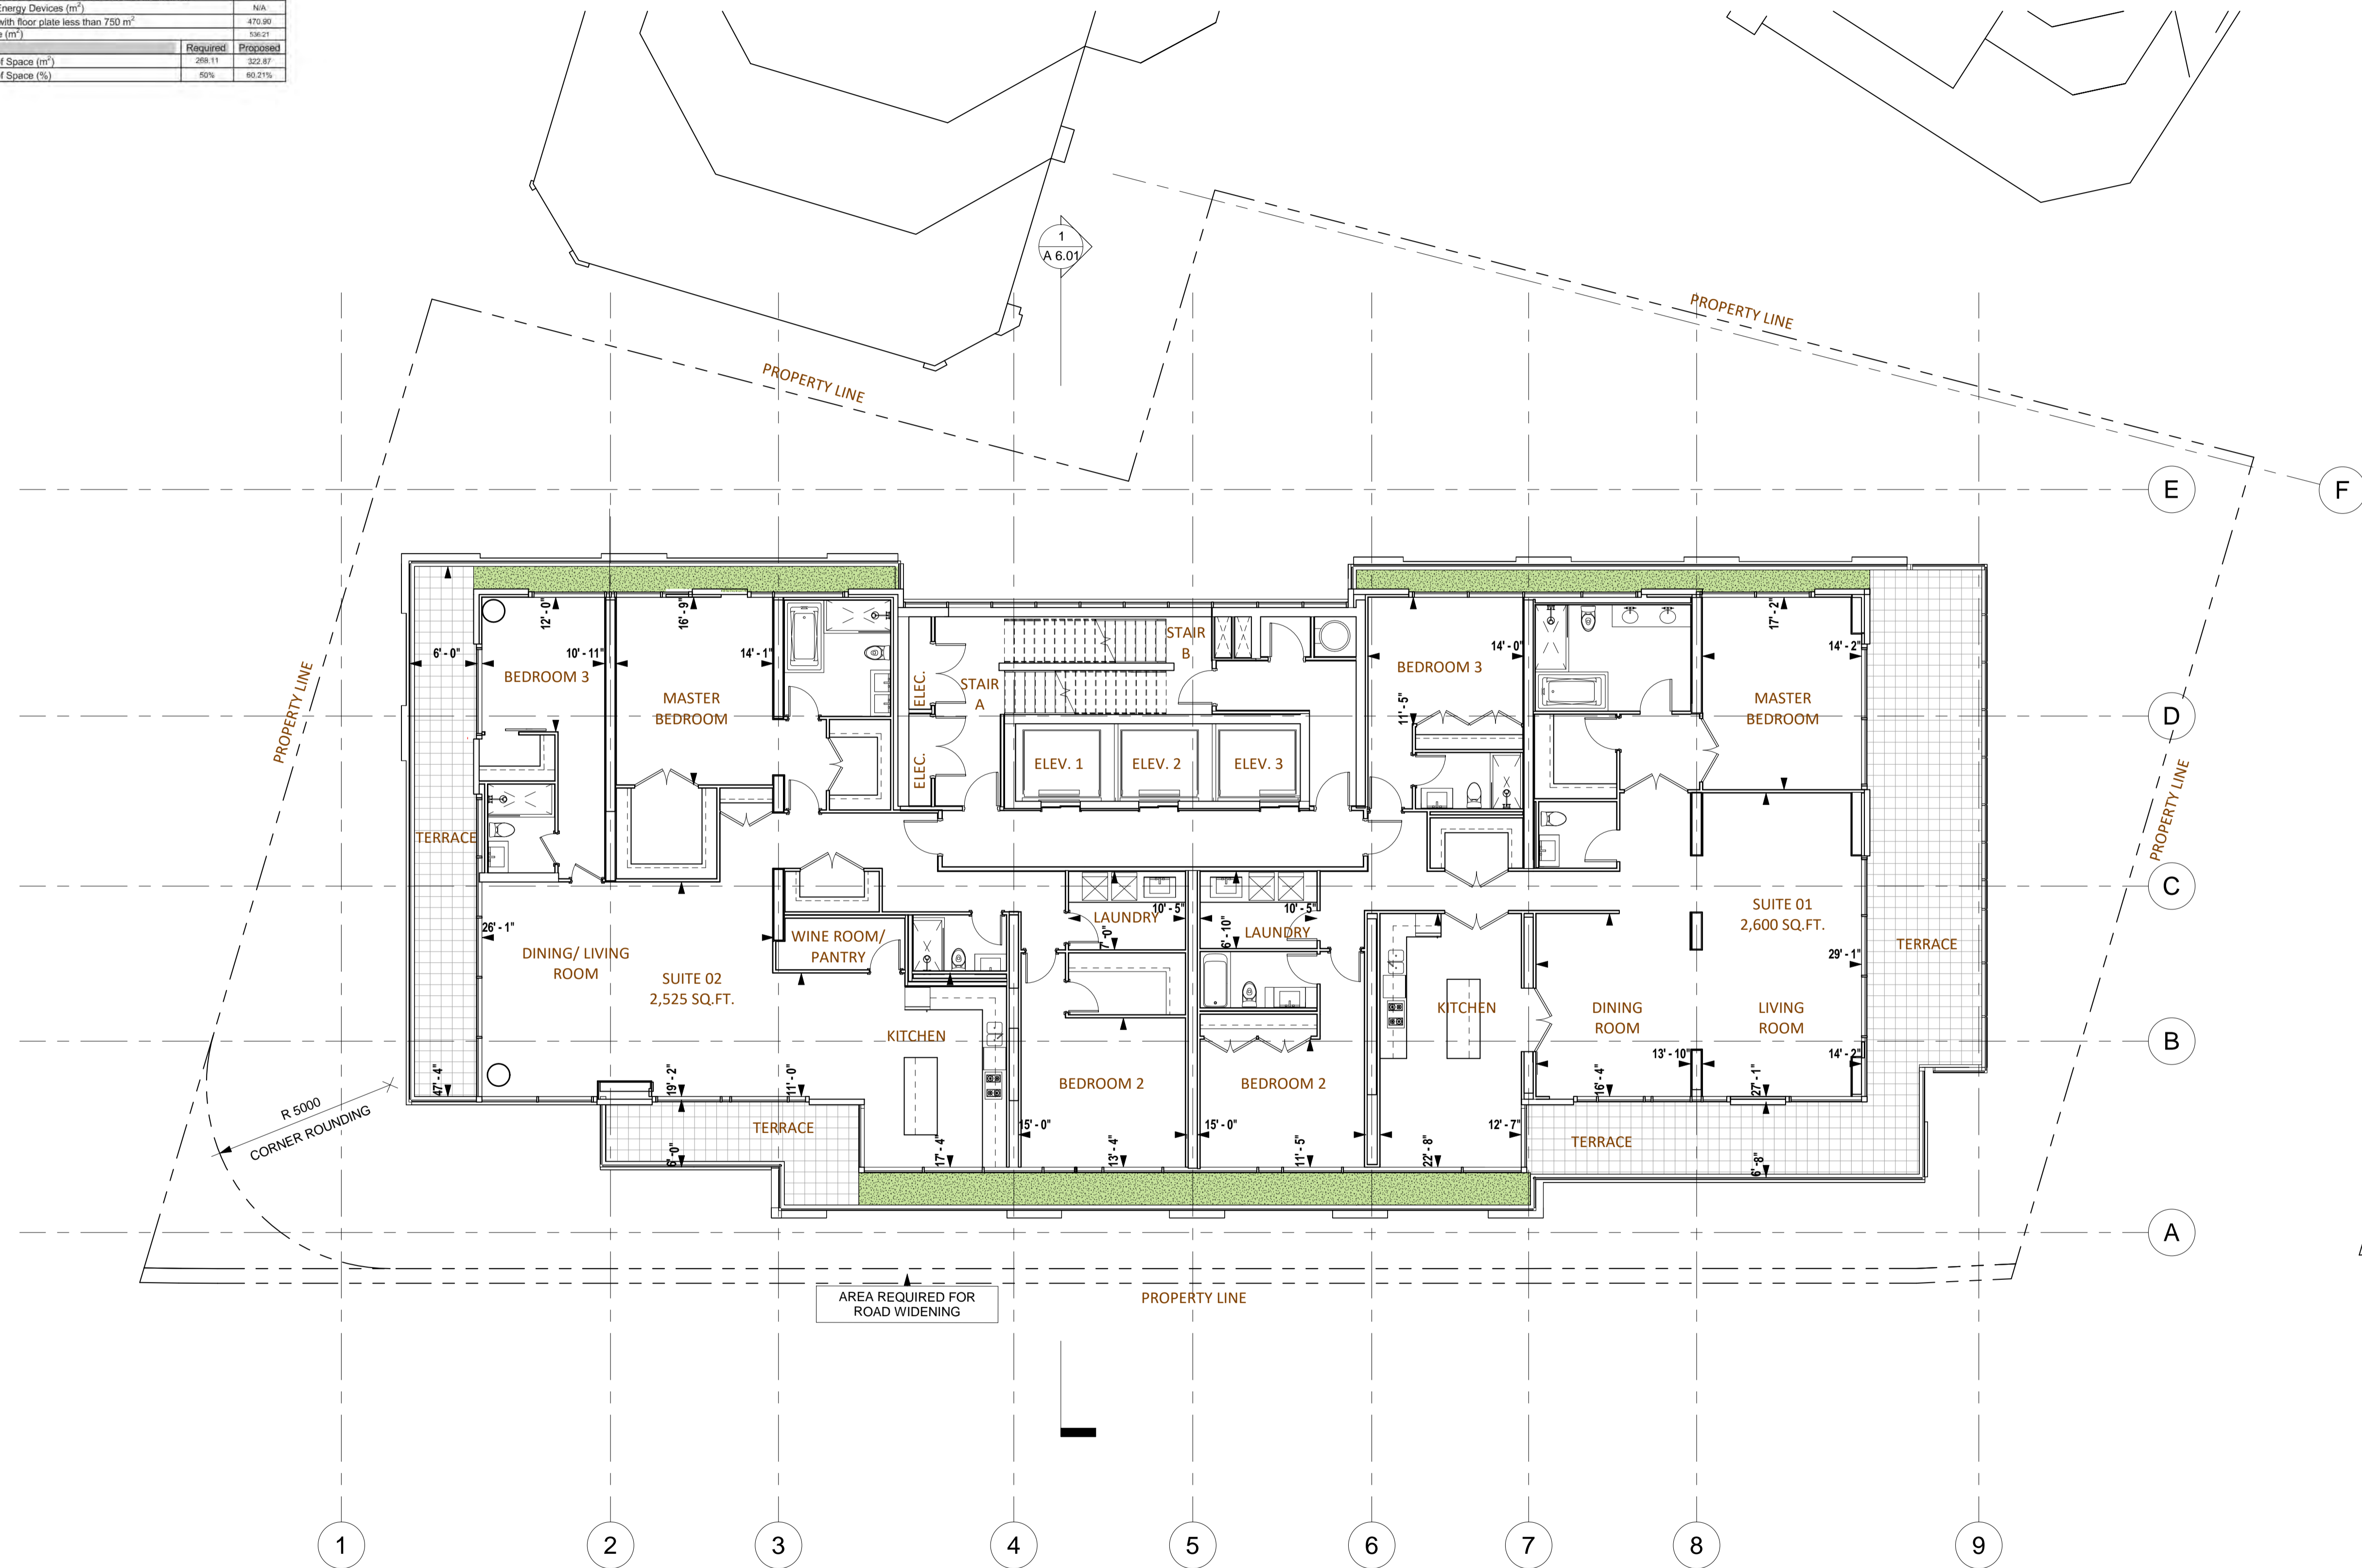 Energy Devices (m²) N/A
with floor plate less than 750 m² 470.90
(m²) 536.21
Required Proposed
of Space (m²) 268.11 322.87
of Space (%) 50% 60.21%
1
A 6.01
PROPERTY LINE
PROPERTY LINE
E
F
12' - 0"
16' - 9"
17' - 2"
STAIR
B
6' - 0"
10' - 11"
14' - 1"
14' - 0"
14' - 2"
BEDROOM 3
BEDROOM 3
ELEC.
STAIR
A
MASTER
BEDROOM
MASTER
BEDROOM
PROPERTY LINE
11' - 5"
D
ELEC.
ELEV. 1
ELEV. 2
ELEV. 3
PROPERTY LINE
TERRACE
C
SUITE 01
2,600 SQ.FT.
10' - 5"
10' - 5"
LAUNDRY
LAUNDRY
7' - 0"
6' - 10"
26' - 1"
WINE ROOM/
PANTRY
TERRACE
DINING/ LIVING
ROOM
29' - 1"
SUITE 02
2,525 SQ.FT.
KITCHEN
KITCHEN
DINING
ROOM
LIVING
ROOM
B
13' - 10"
14' - 2"
47' - 4"
19' - 2"
11' - 0"
BEDROOM 2
BEDROOM 2
16' - 4"
27' - 1"
R 5000
CORNER ROUNDING
TERRACE
15' - 0"
15' - 0"
12' - 7"
TERRACE
6' -0"
17' - 4"
13' - 4"
11' - 5"
22' - 8"
6' -8"
A
AREA REQUIRED FOR
ROAD WIDENING
PROPERTY LINE
1
2
3
4
5
6
7
8
9